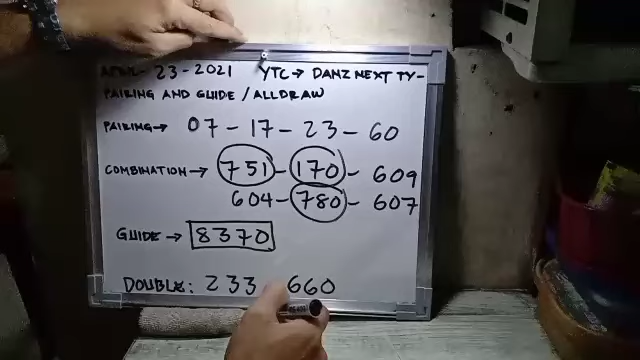 APRIL- 23-2021 YTC→ DANZ NEXT TY-
PAIRING AND GUIDE / ALLDRAW
PAIRING→ 07-17-23-60
COMBINATION→ 751-170-609
604-780-607
GUIDE→ 8370
DOUBLE: 233 660